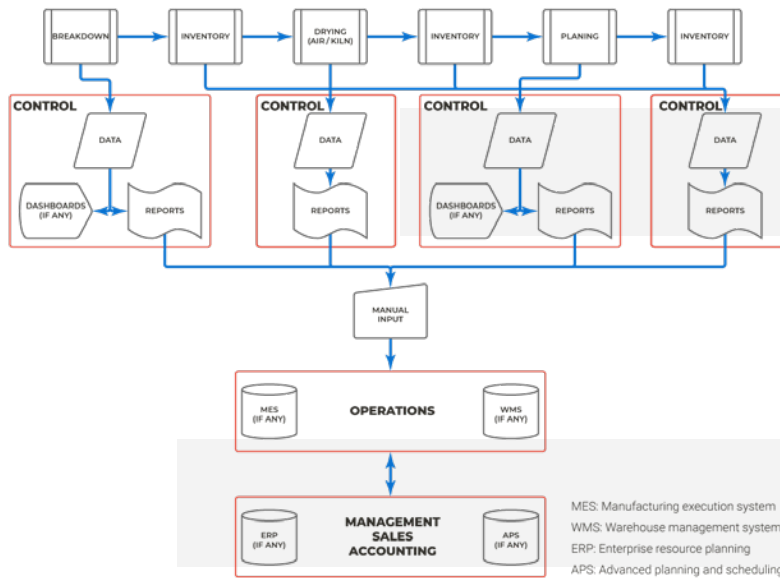 BREAKDOWN
INVENTORY
DRYING
(AIR / KILN)
INVENTORY
PLANING
INVENTORY
CONTROL
CONTROL
CONTROL
CONTROL
DATA
DATA
DATA
DATA
DASHBOARDS
(IF ANY)
REPORTS
REPORTS
DASHBOARDS
(IF ANY)
REPORTS
REPORTS
MANUAL
INPUT
MES
(IF ANY)
OPERATIONS
WMS
(IF ANY)
ERP
(IF ANY)
MANAGEMENT
SALES
ACCOUNTING
APS
(IF ANY)
MES: Manufacturing execution system
WMS: Warehouse management system
ERP: Enterprise resource planning
APS: Advanced planning and scheduling